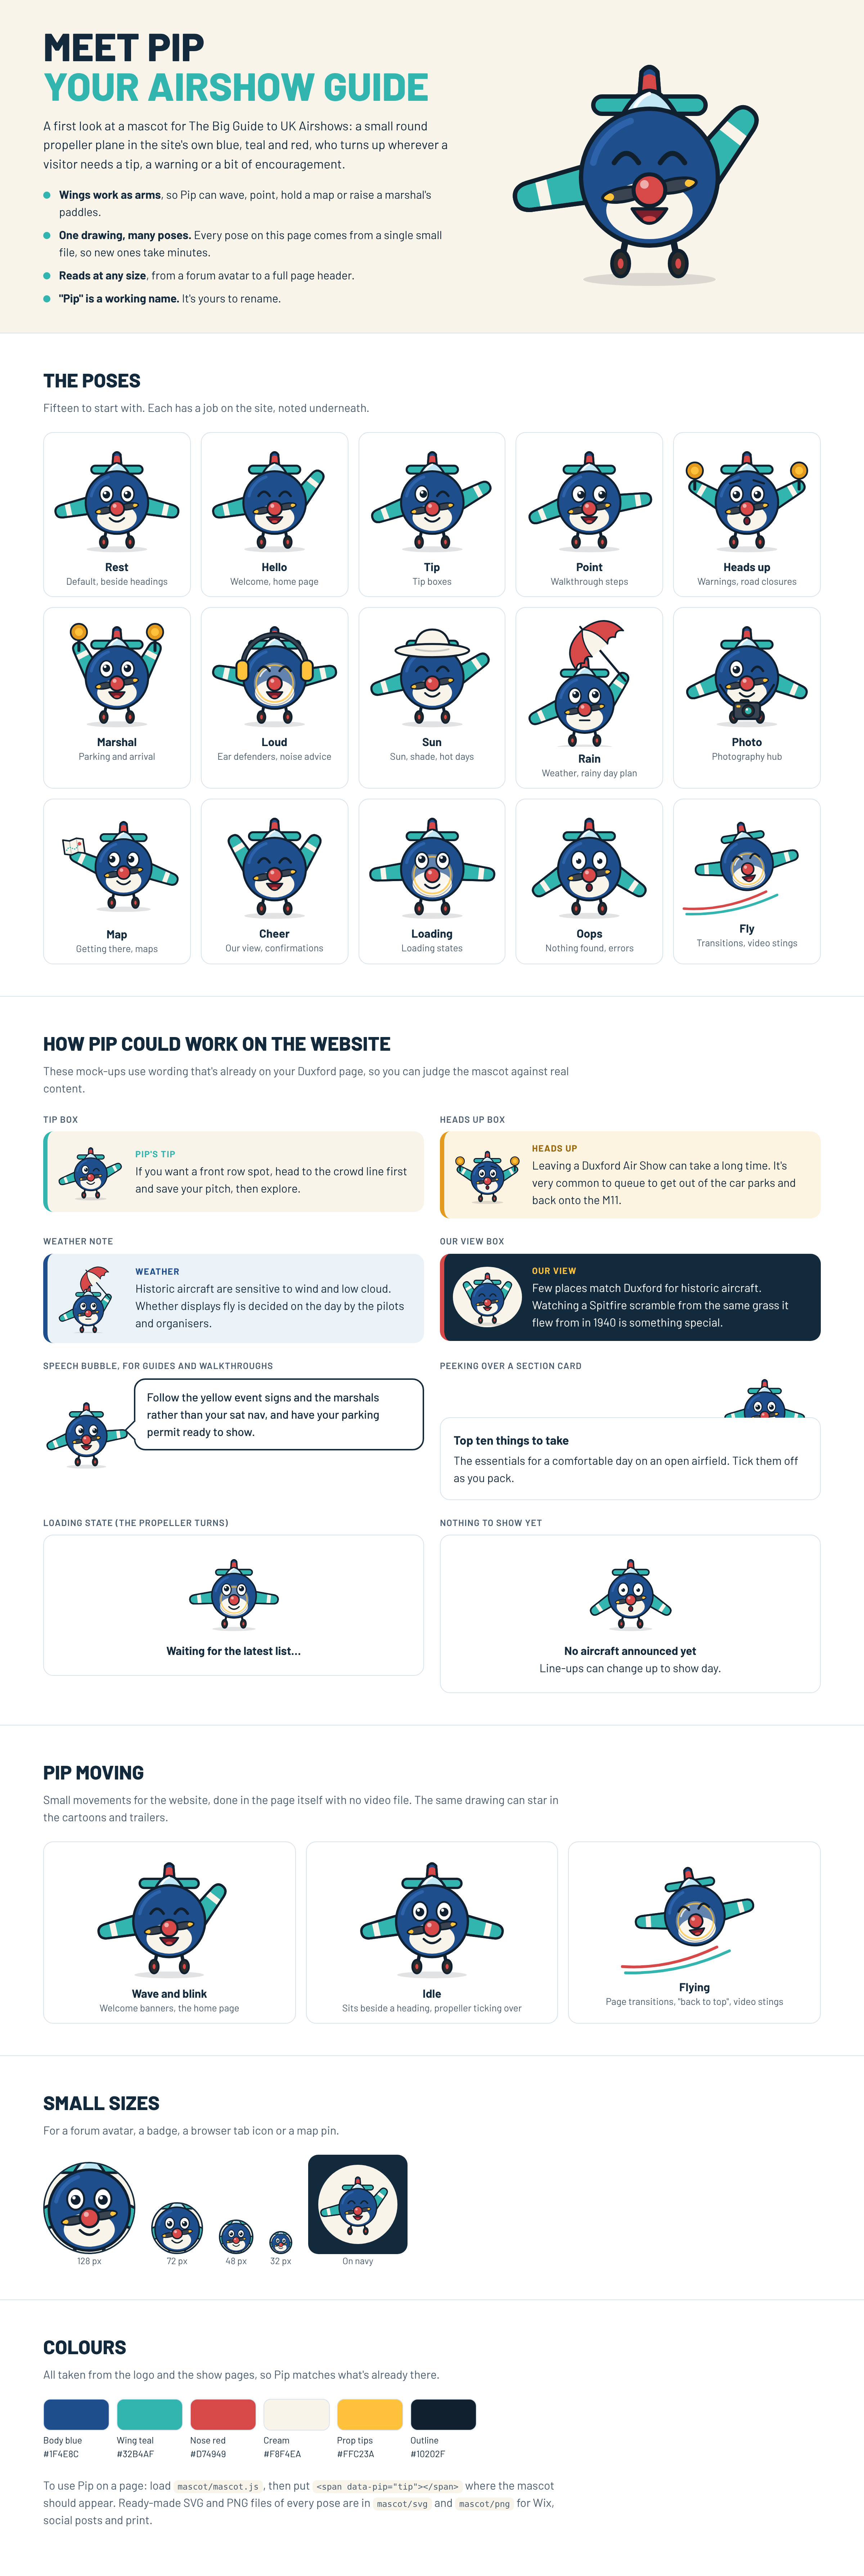 MEET PIP
YOUR AIRSHOW GUIDE
A first look at a mascot for The Big Guide to UK Airshows: a small round
propeller plane in the site's own blue, teal and red, who turns up wherever a
visitor needs a tip, a warning or a bit of encouragement.
Wings work as arms, so Pip can wave, point, hold a map or raise a marshal's
paddles.
One drawing, many poses. Every pose on this page comes from a single small
file, so new ones take minutes.
Reads at any size, from a forum avatar to a full page header.
"Pip" is a working name. It's yours to rename.
THE POSES
Fifteen to start with. Each has a job on the site, noted underneath.
Rest
Default, beside headings
Hello
Welcome, home page
Tip
Tip boxes
Point
Walkthrough steps
Heads up
Warnings, road closures
Marshal
Parking and arrival
Loud
Ear defenders, noise advice
Sun
Sun, shade, hot days
Rain
Weather, rainy day plan
Photo
Photography hub
Map
Getting there, maps
Cheer
Our view, confirmations
Loading
Loading states
Oops
Nothing found, errors
Fly
Transitions, video stings
HOW PIP COULD WORK ON THE WEBSITE
These mock-ups use wording that's already on your Duxford page, so you can judge the mascot against real
content.
TIP BOX
PIP'S TIP
If you want a front row spot, head to the crowd line first
and save your pitch, then explore.
HEADS UP BOX
HEADS UP
Leaving a Duxford Air Show can take a long time. It's
very common to queue to get out of the car parks and
back onto the M11.
WEATHER NOTE
WEATHER
Historic aircraft are sensitive to wind and low cloud.
Whether displays fly is decided on the day by the pilots
and organisers.
OUR VIEW BOX
OUR VIEW
Few places match Duxford for historic aircraft.
Watching a Spitfire scramble from the same grass it
flew from in 1940 is something special.
SPEECH BUBBLE, FOR GUIDES AND WALKTHROUGHS
Follow the yellow event signs and the marshals
rather than your sat nav, and have your parking
permit ready to show.
PEEKING OVER A SECTION CARD
Top ten things to take
The essentials for a comfortable day on an open airfield. Tick them off
as you pack.
LOADING STATE (THE PROPELLER TURNS)
Waiting for the latest list...
NOTHING TO SHOW YET
No aircraft announced yet
Line-ups can change up to show day.
PIP MOVING
Small movements for the website, done in the page itself with no video file. The same drawing can star in
the cartoons and trailers.
Wave and blink
Welcome banners, the home page
Idle
Sits beside a heading, propeller ticking over
Flying
Page transitions, "back to top", video stings
SMALL SIZES
For a forum avatar, a badge, a browser tab icon or a map pin.
128 px
72 px
48 px
32 px
On navy
COLOURS
All taken from the logo and the show pages, so Pip matches what's already there.
Body blue
#1F4E8C
Wing teal
#32B4AF
Nose red
#D74949
Cream
#F8F4EA
Prop tips
#FFC23A
Outline
#10202F
To use Pip on a page: load mascot/mascot.js , then put <span data-pip="tip"></span> where the mascot
should appear. Ready-made SVG and PNG files of every pose are in mascot/svg and mascot/png for Wix,
social posts and print.